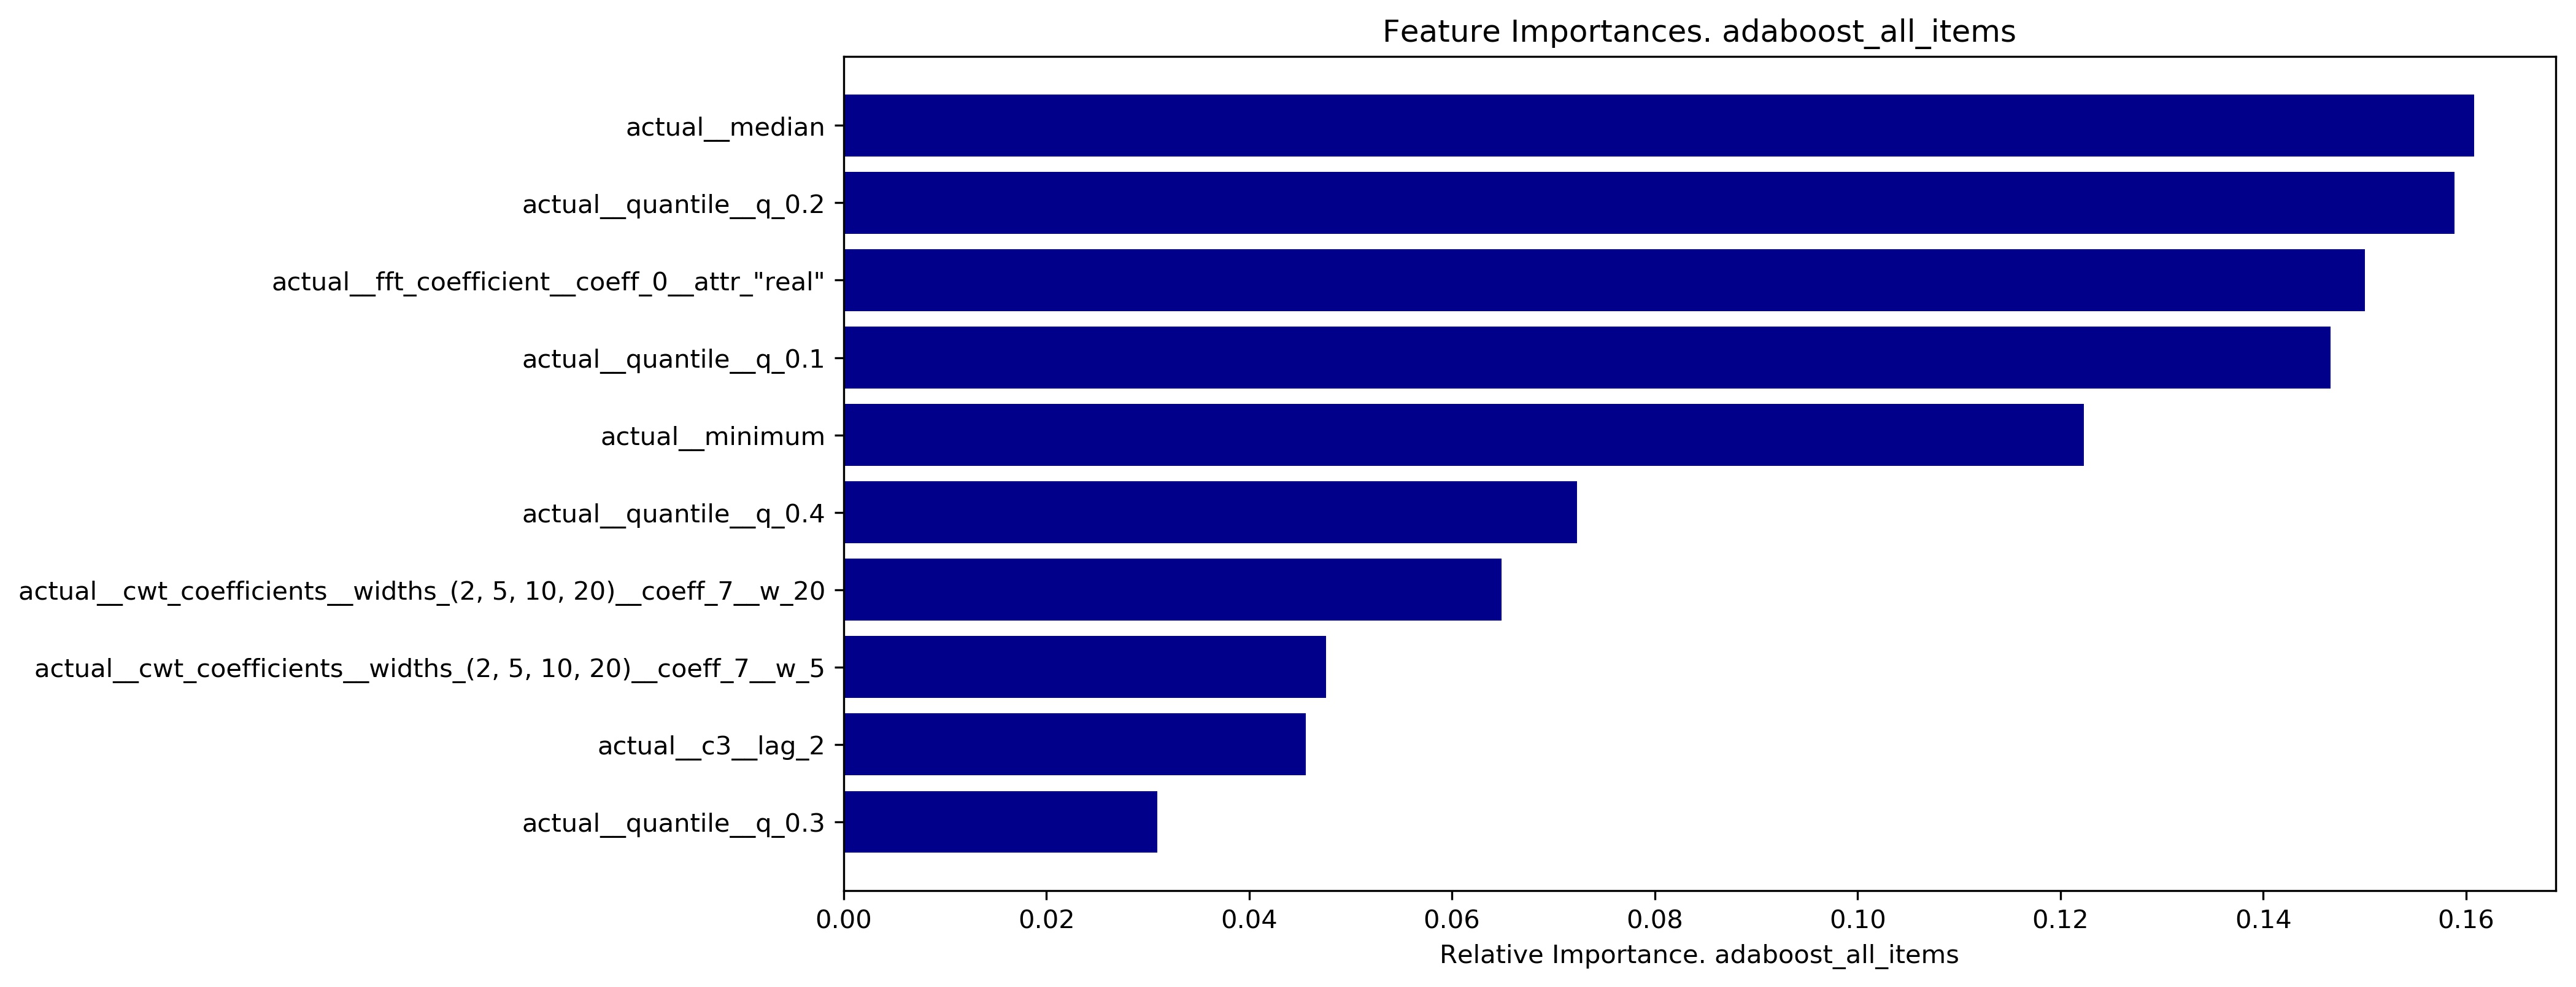 Feature Importances. adaboost_all_items
actual__median
actual__quantile__q_0.2
actual__fft_coefficient__coeff_0__attr_"real"
actual__quantile__q_0.1
actual__minimum
actual__quantile__q_0.4
actual__cwt_coefficients__widths_(2, 5, 10, 20)__coeff_7__w_20
actual__cwt_coefficients__widths_(2, 5, 10, 20)__coeff_7__w_5
actual__c3__lag_2
actual__quantile__q_0.3
0.00 0.02 0.04 0.06 0.08 0.10 0.12 0.14 0.16
Relative Importance. adaboost_all_items